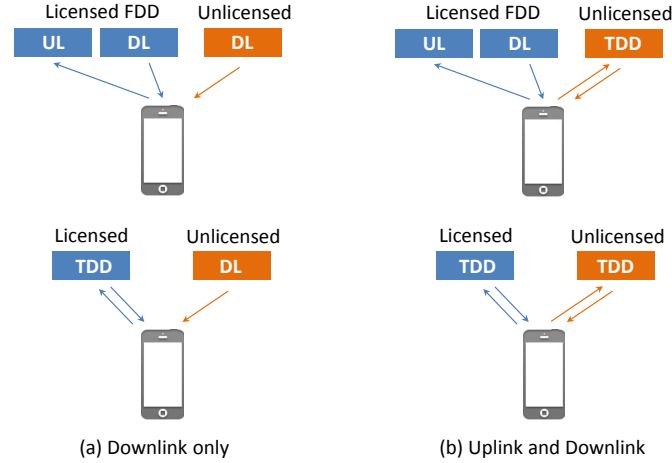 Licensed FDD Unlicensed
UL DL DL
Licensed FDD Unlicensed
UL DL TDD
Licensed Unlicensed
TDD DL
Licensed Unlicensed
TDD TDD
(a) Downlink only
(b) Uplink and Downlink